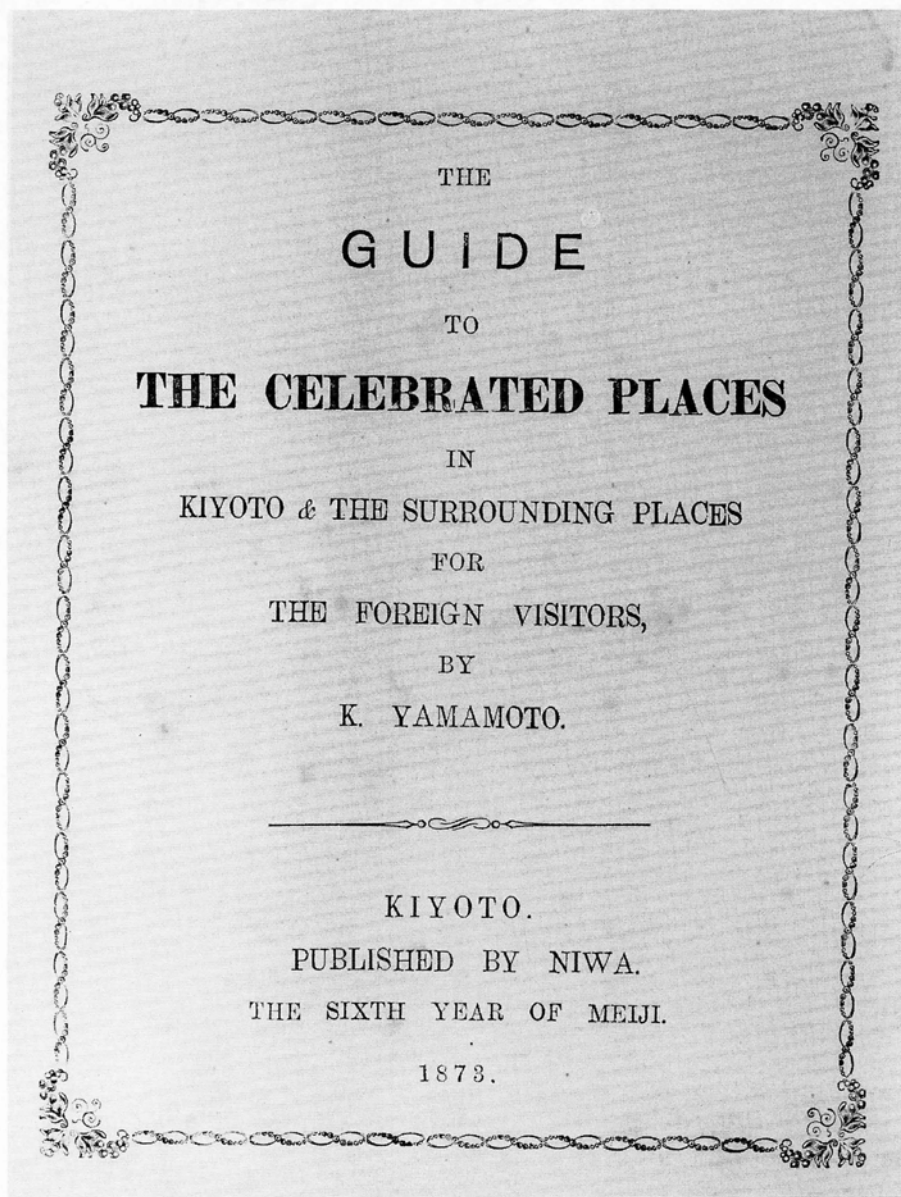 THE
GUIDE
TO
THE CELEBRATED PLACES
IN
KIYOTO & THE SURROUNDING PLACES
FOR
THE FOREIGN VISITORS,
BY
K. YAMAMOTO.
KIYOTO.
PUBLISHED BY NIWA.
THE SIXTH YEAR OF MEIJI.
1873.